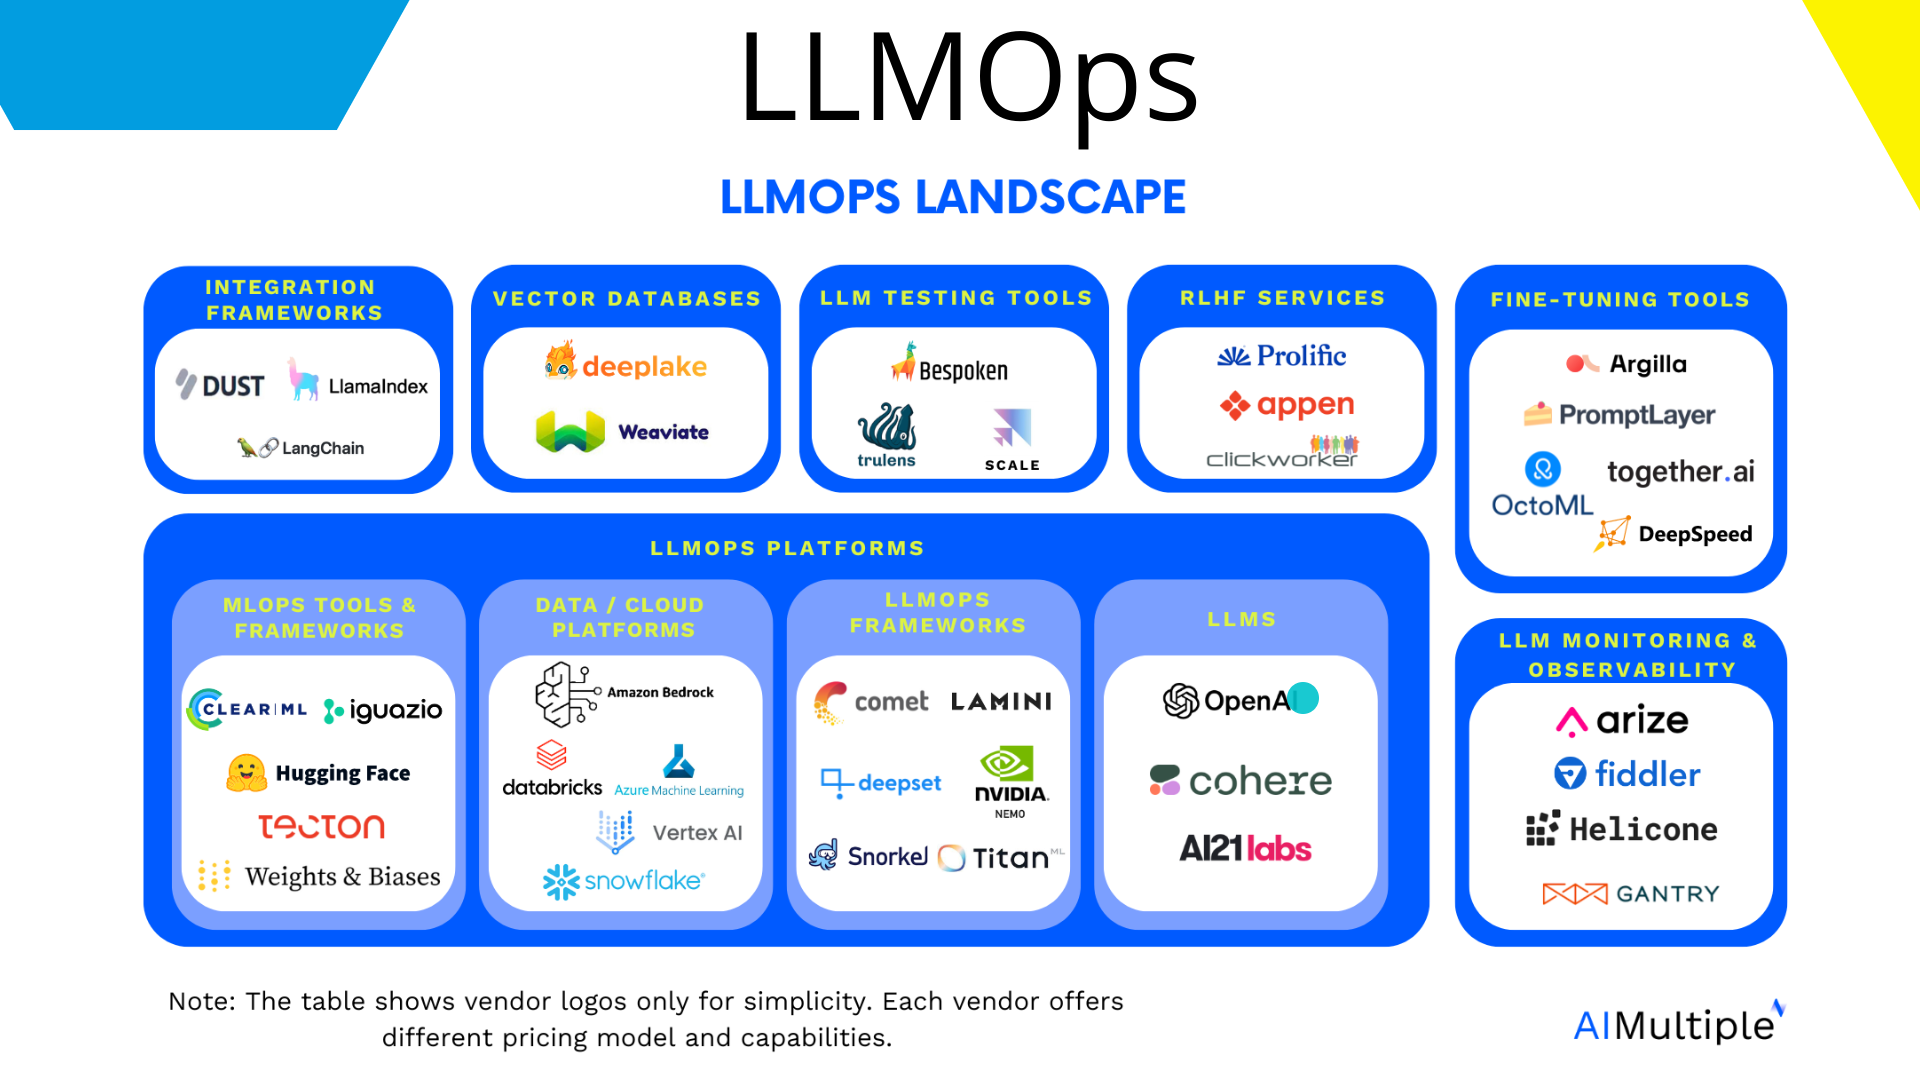 LLMOps
LLMOPS LANDSCAPE
INTEGRATION
FRAMEWORKS
DUST
LlamaIndex
LangChain
VECTOR DATABASES
deeplake
Weaviate
LLM TESTING TOOLS
Bespoken
trulens
SCALE
RLHF SERVICES
Prolific
appen
clickworker
FINE-TUNING TOOLS
Argilla
PromptLayer
OctoML
together.ai
DeepSpeed
LLMOPS PLATFORMS
MLOPS TOOLS &
FRAMEWORKS
CLEAR|ML
iguazio
Hugging Face
tecton
Weights & Biases
DATA / CLOUD
PLATFORMS
Amazon Bedrock
databricks
Azure Machine Learning
Vertex AI
snowflake®
LLMOPS
FRAMEWORKS
comet
LAMINI
deepset
NVIDIA.
NEMO
Snorkel
Titan ML
LLMS
OpenAI
cohere
AI21labs
LLM MONITORING &
OBSERVABILITY
arize
fiddler
Helicone
GANTRY
Note: The table shows vendor logos only for simplicity. Each vendor offers
different pricing model and capabilities.
AIMultiple